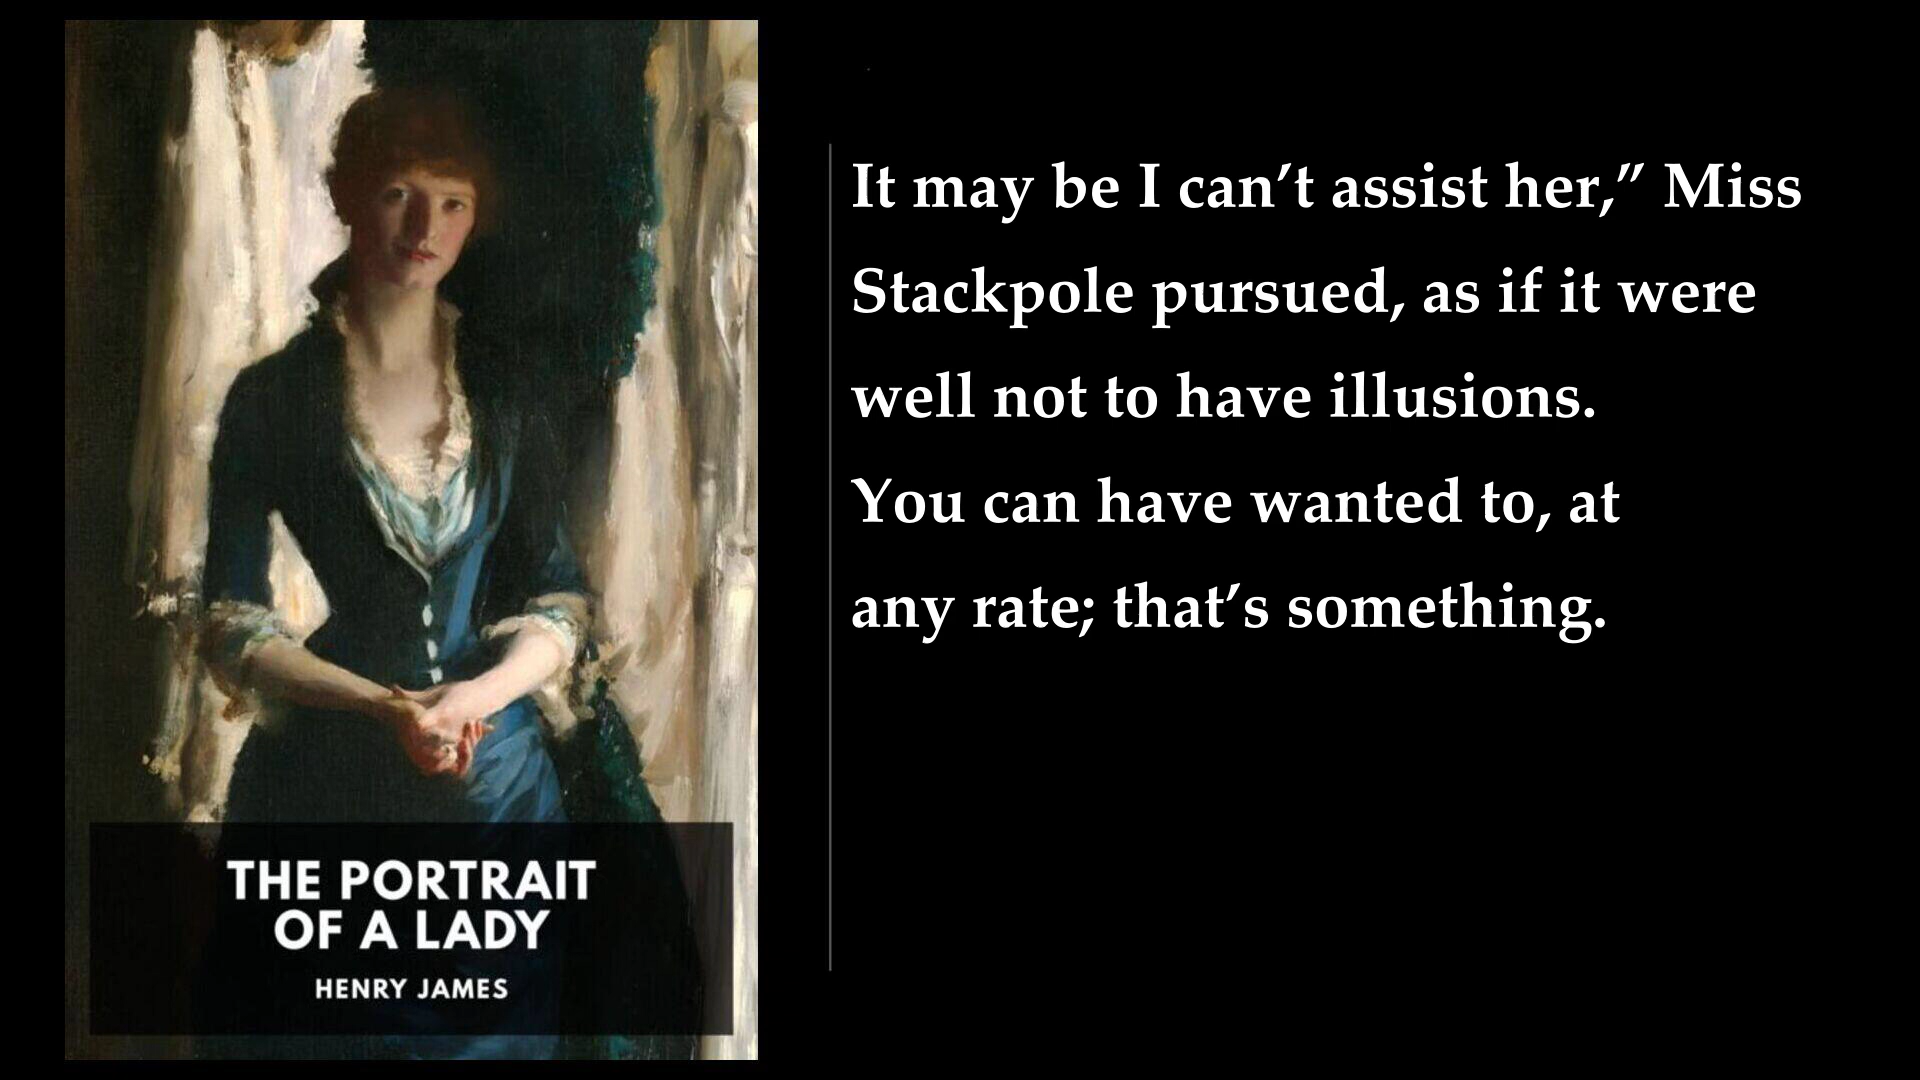 THE PORTRAIT
OF A LADY
HENRY JAMES
It may be I can’t assist her,” Miss
Stackpole pursued, as if it were
well not to have illusions.
You can have wanted to, at
any rate; that’s something.